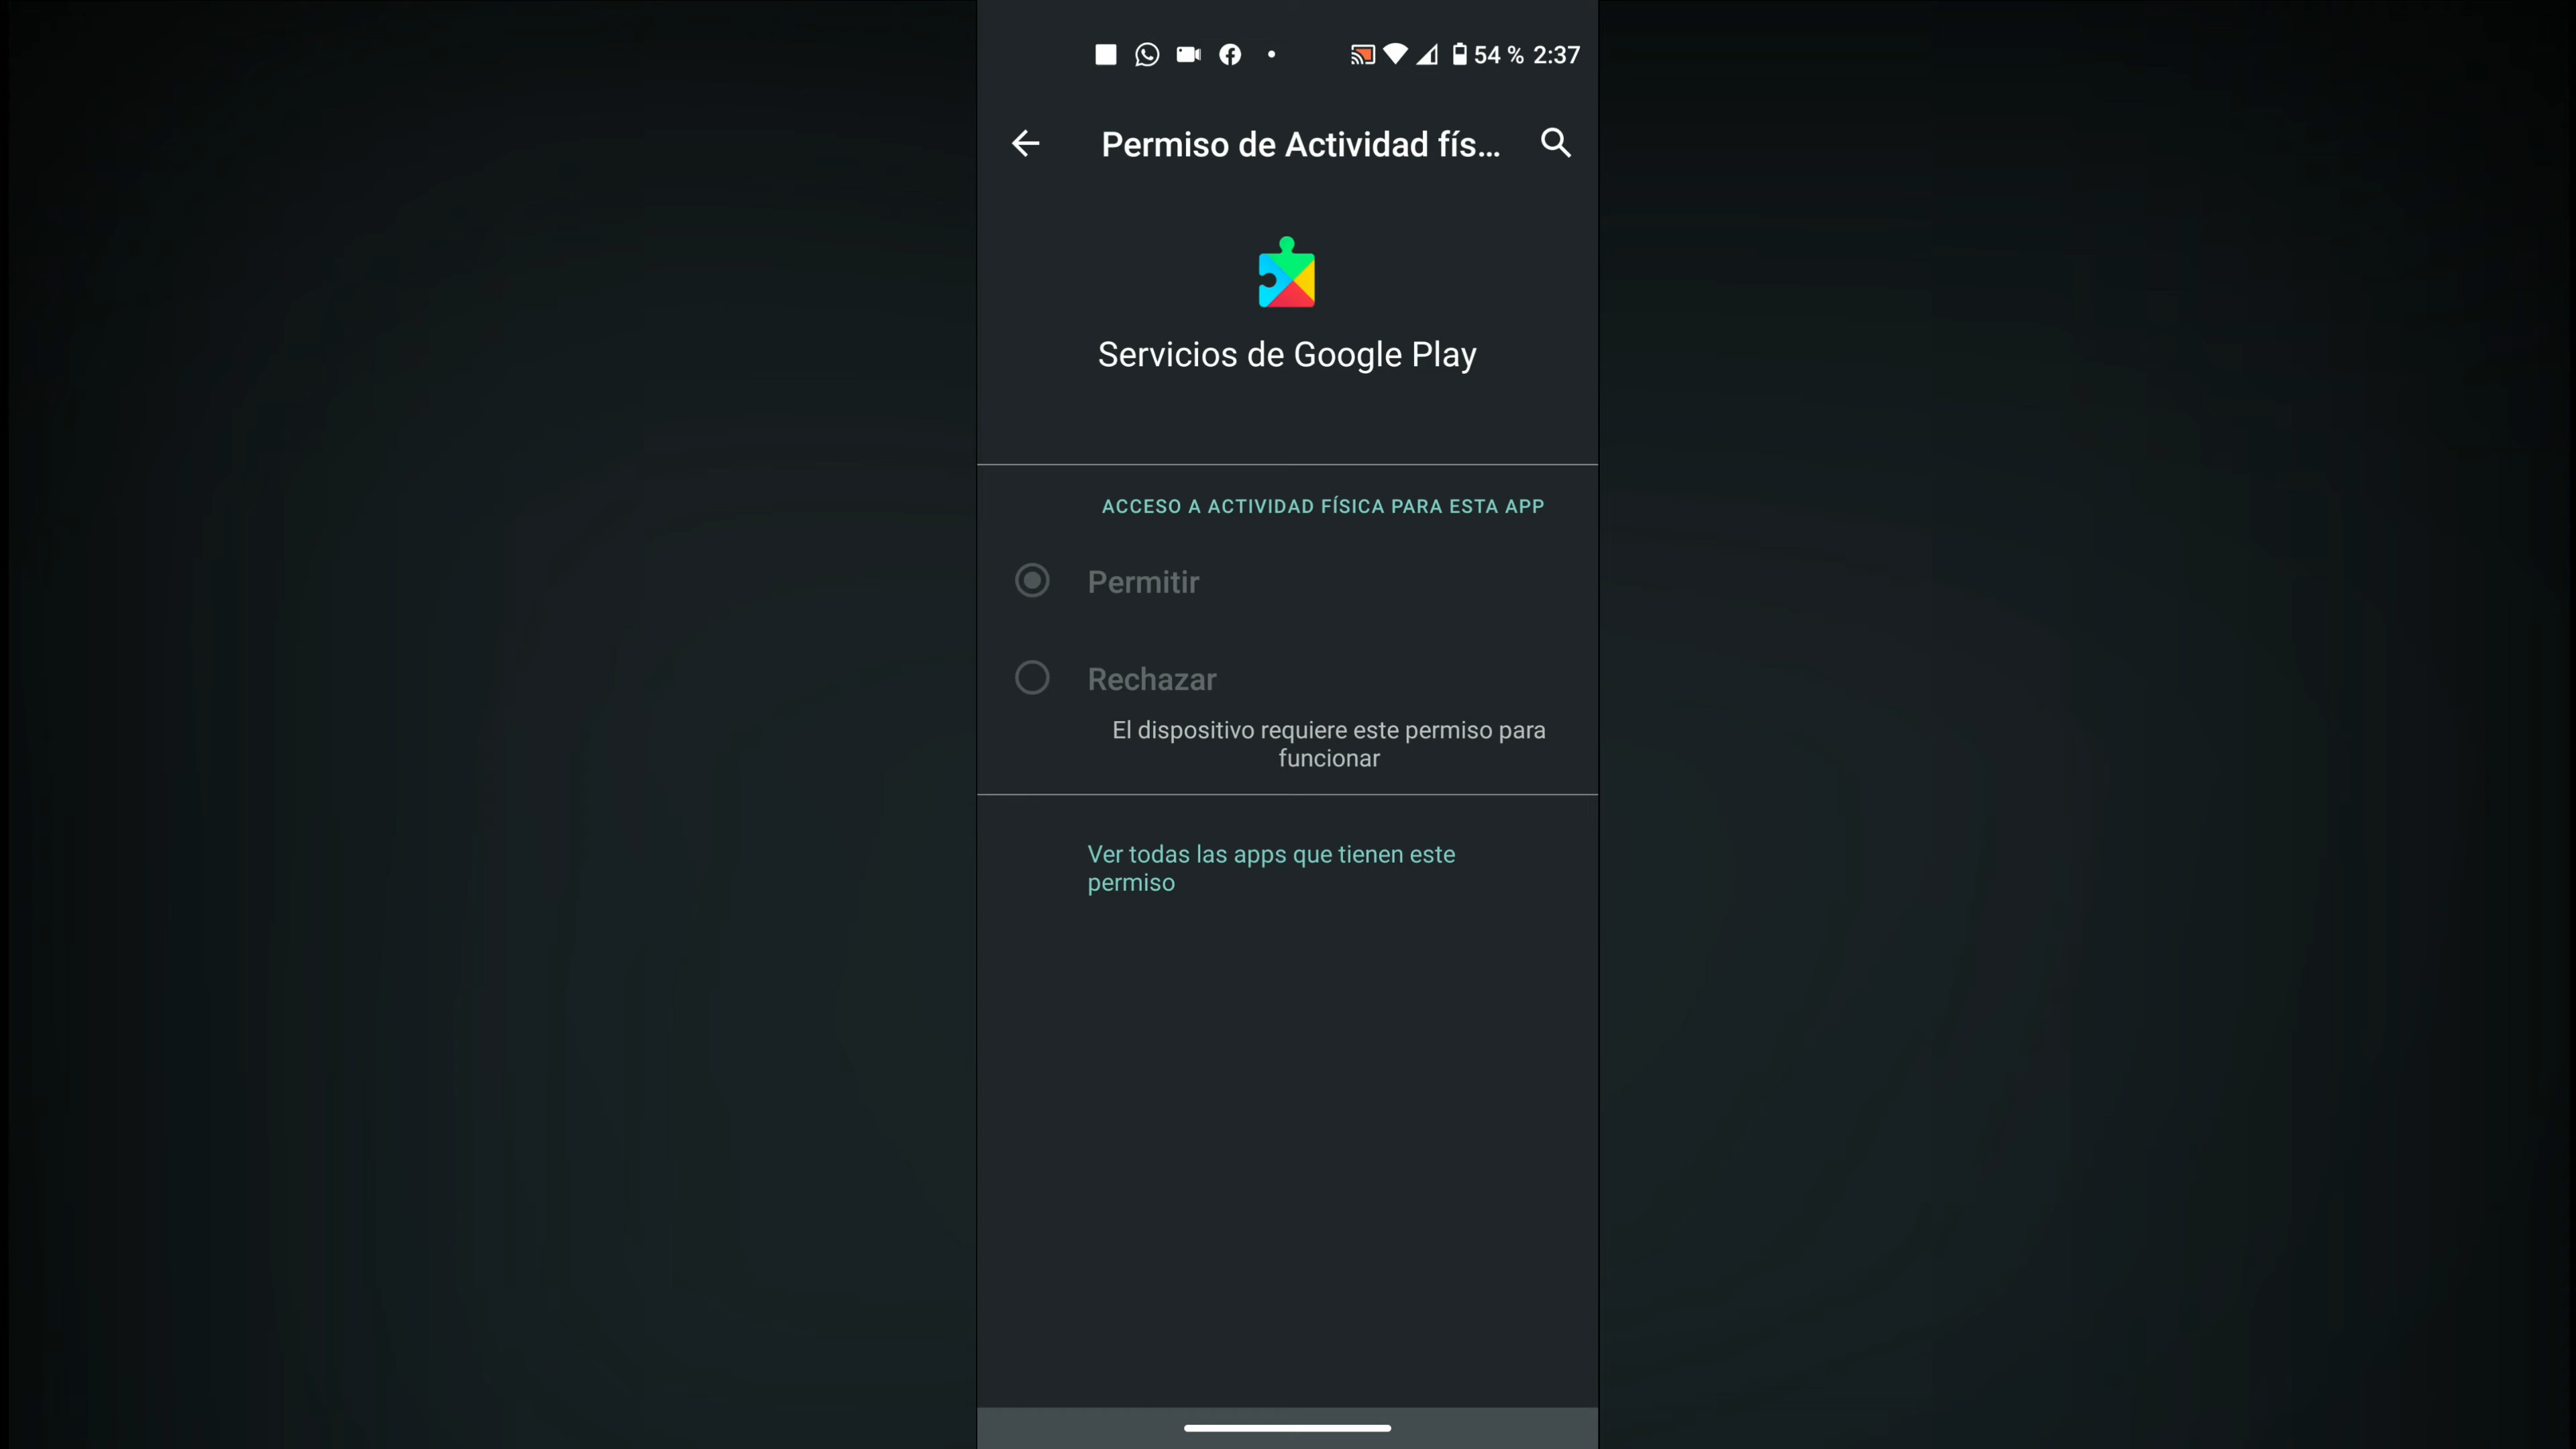 54 % 2:37
Permiso de Actividad fís...
Servicios de Google Play
ACCESO A ACTIVIDAD FÍSICA PARA ESTA APP
Permitir
Rechazar
El dispositivo requiere este permiso para
funcionar
Ver todas las apps que tienen este
permiso